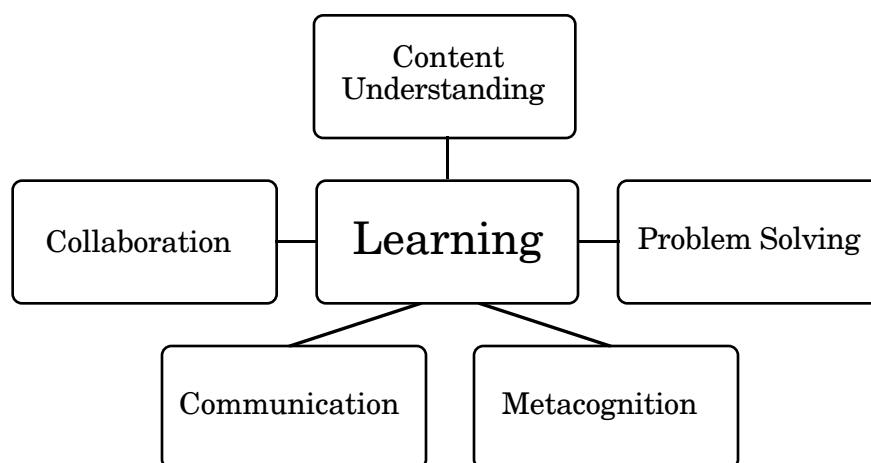 Content
Understanding
Collaboration
Learning
Problem Solving
Communication
Metacognition